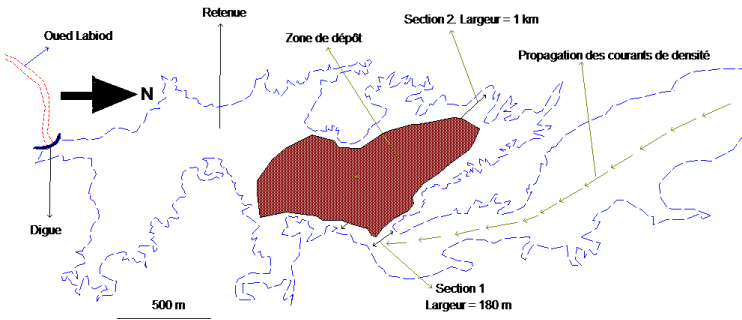 Retenue
Section 2. Largeur = 1 km
Oued Labiod
Zone de dépôt
Propagation des courants de densité
N
Digue
Section 1
Largeur = 180 m
500 m